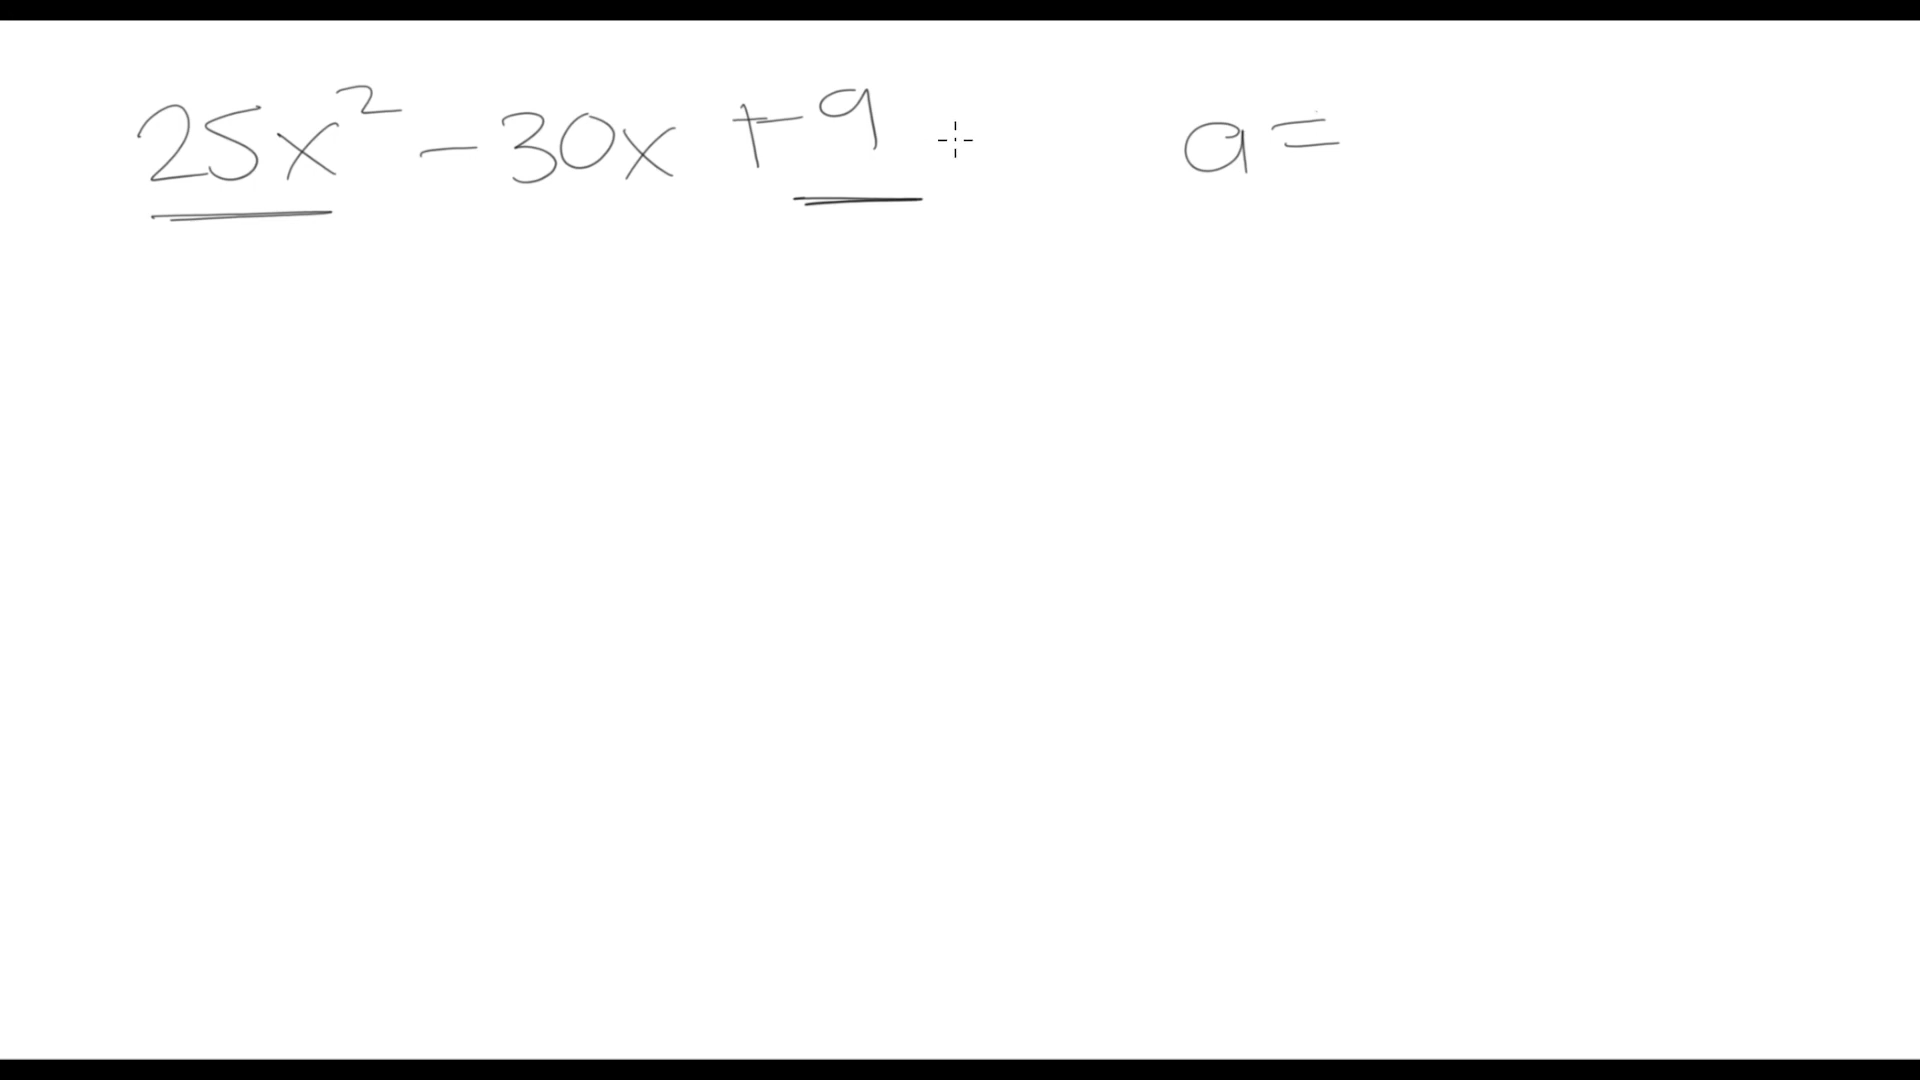 25x² - 30x + 9 a =